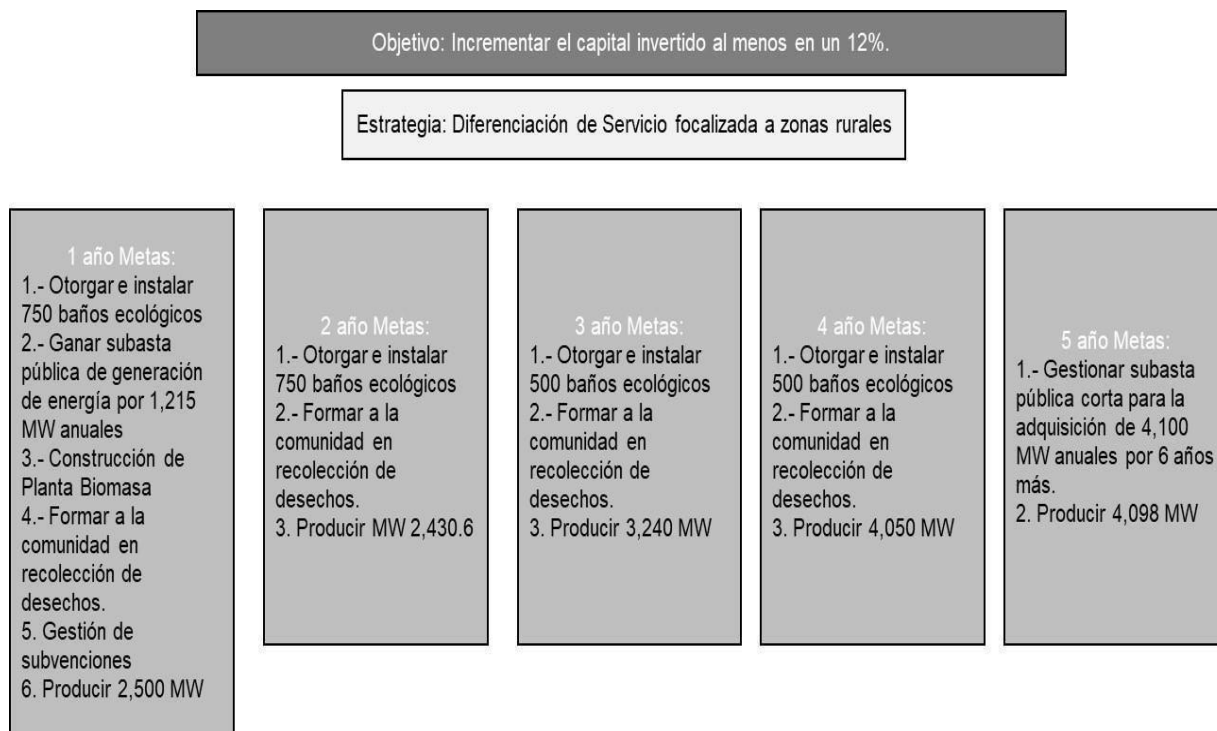 Objetivo: Incrementar el capital invertido al menos en un 12%.
Estrategia: Diferenciación de Servicio focalizada a zonas rurales
1 año Metas:
1.- Otorgar e instalar
750 baños ecológicos
2.- Ganar subasta
pública de generación
de energía por 1,215
MW anuales
3.- Construcción de
Planta Biomasa
4.- Formar a la
comunidad en
recolección de
desechos.
5. Gestión de
subvenciones
6. Producir 2,500 MW
2 año Metas:
1.- Otorgar e instalar
750 baños ecológicos
2.- Formar a la
comunidad en
recolección de
desechos.
3. Producir MW 2,430.6
3 año Metas:
1.- Otorgar e instalar
500 baños ecológicos
2.- Formar a la
comunidad en
recolección de
desechos.
3. Producir 3,240 MW
4 año Metas:
1.- Otorgar e instalar
500 baños ecológicos
2.- Formar a la
comunidad en
recolección de
desechos.
3. Producir 4,050 MW
5 año Metas:
1.- Gestionar subasta
pública corta para la
adquisición de 4,100
MW anuales por 6 años
más.
2. Producir 4,098 MW